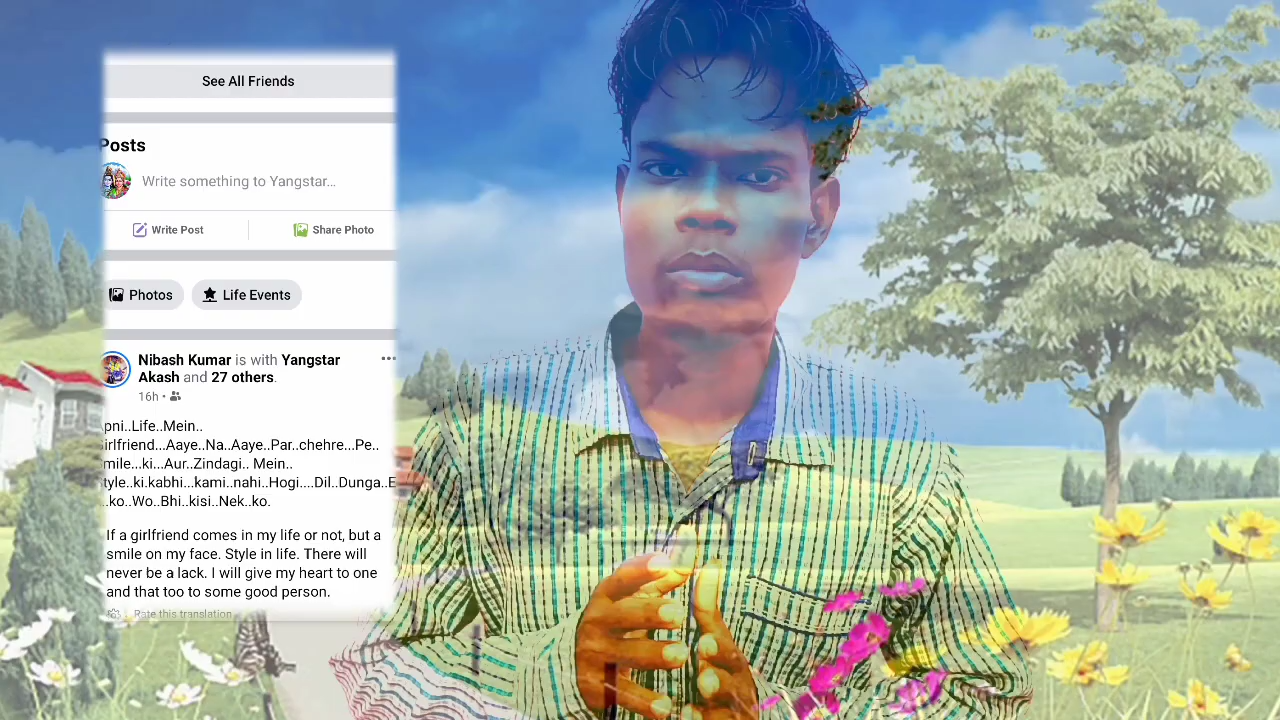 See All Friends
Posts
Write something to Yangstar...
Write Post
Share Photo
Photos
Life Events
Nibash Kumar is with Yangstar
Akash and 27 others.
16h •
pni..Life..Mein..
irlfriend...Aaye..Na..Aaye..Par..chehre...Pe..
mile...ki...Aur..Zindagi.. Mein..
tyle..ki.kabhi...kami..nahi..Hogi....Dil..Dunga..E
..ko..Wo..Bhi..kisi..Nek..ko.
If a girlfriend comes in my life or not, but a
smile on my face. Style in life. There will
never be a lack. I will give my heart to one
and that too to some good person.
Rate this translation